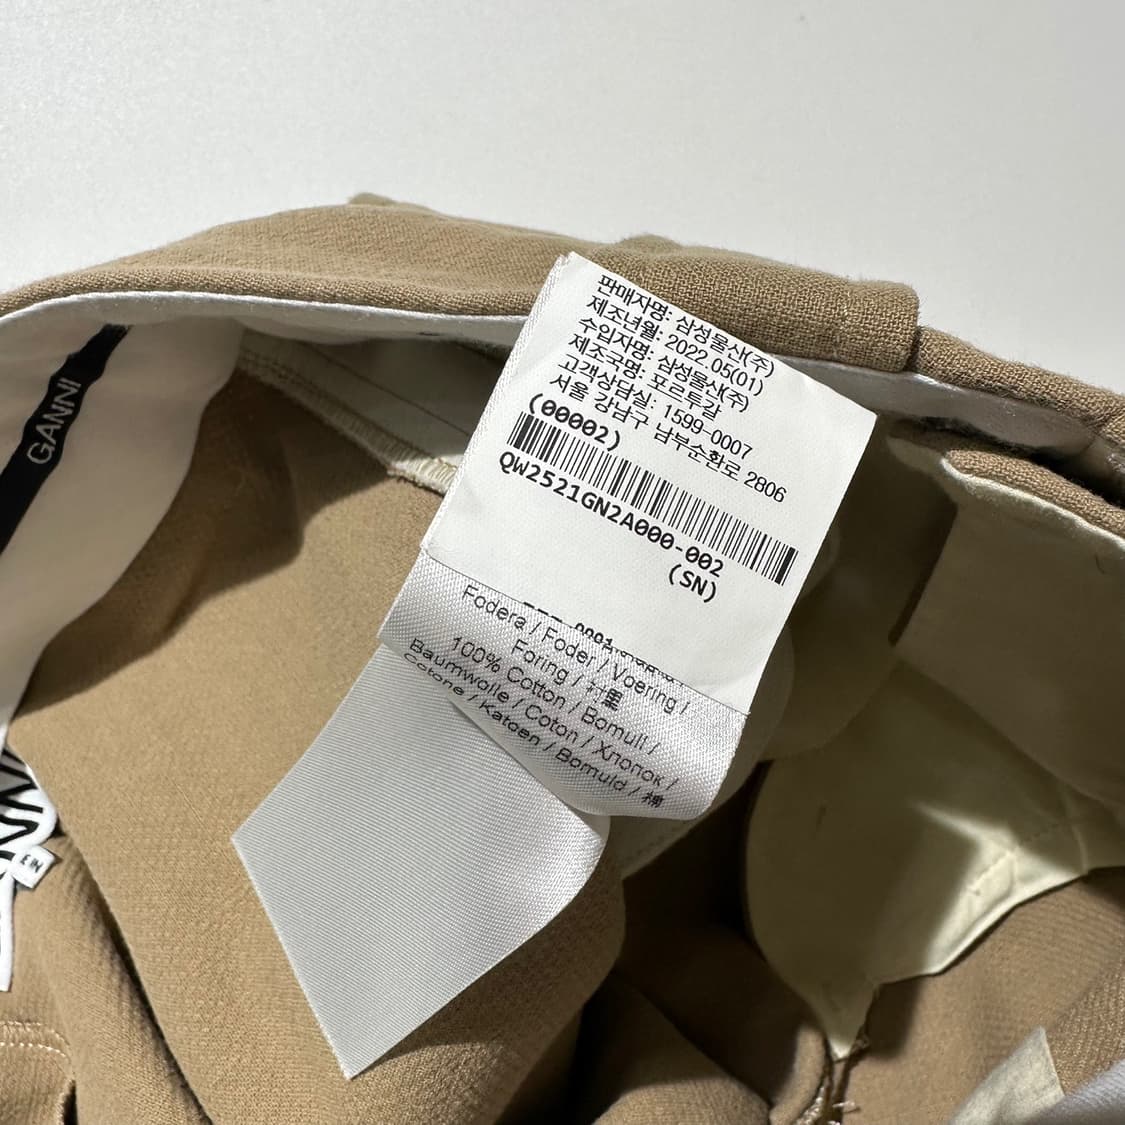 판매자명: 삼성물산(주)
제조년월: 2022.05(01)
수입자명: 삼성물산(주)
제조국명: 포르투갈
고객상담실: 1599-0007
서울 강남구 남부순환로 2806
(00002)
QW2521GN2A000-002
(SN)
Fodera / Foder / Voering /
Foring / 衬里
100% Cotton / Bomull /
Baumwolle / Coton / Хлопок /
Cotone / Katoen / Bomuld / 棉
GANNI